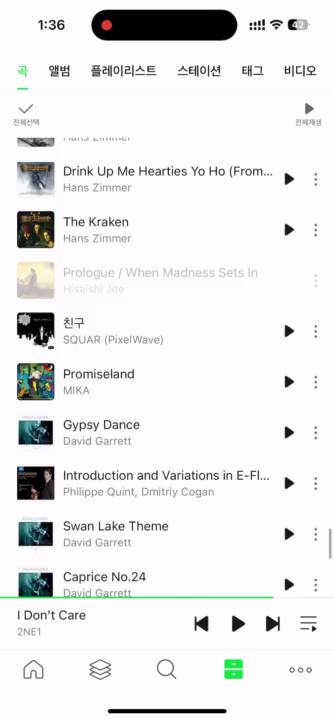 1:36
42
곡 앨범 플레이리스트 스테이션 태그 비디오
전체선택
전체재생
Hans Zimmer
Drink Up Me Hearties Yo Ho (From...
Hans Zimmer
The Kraken
Hans Zimmer
Prologue / When Madness Sets In
Hisaishi Joe
친구
SQUAR (PixelWave)
Promiseland
MIKA
Gypsy Dance
David Garrett
Introduction and Variations in E-Fl...
Philippe Quint, Dmitriy Cogan
Swan Lake Theme
David Garrett
Caprice No.24
David Garrett
I Don't Care
2NE1